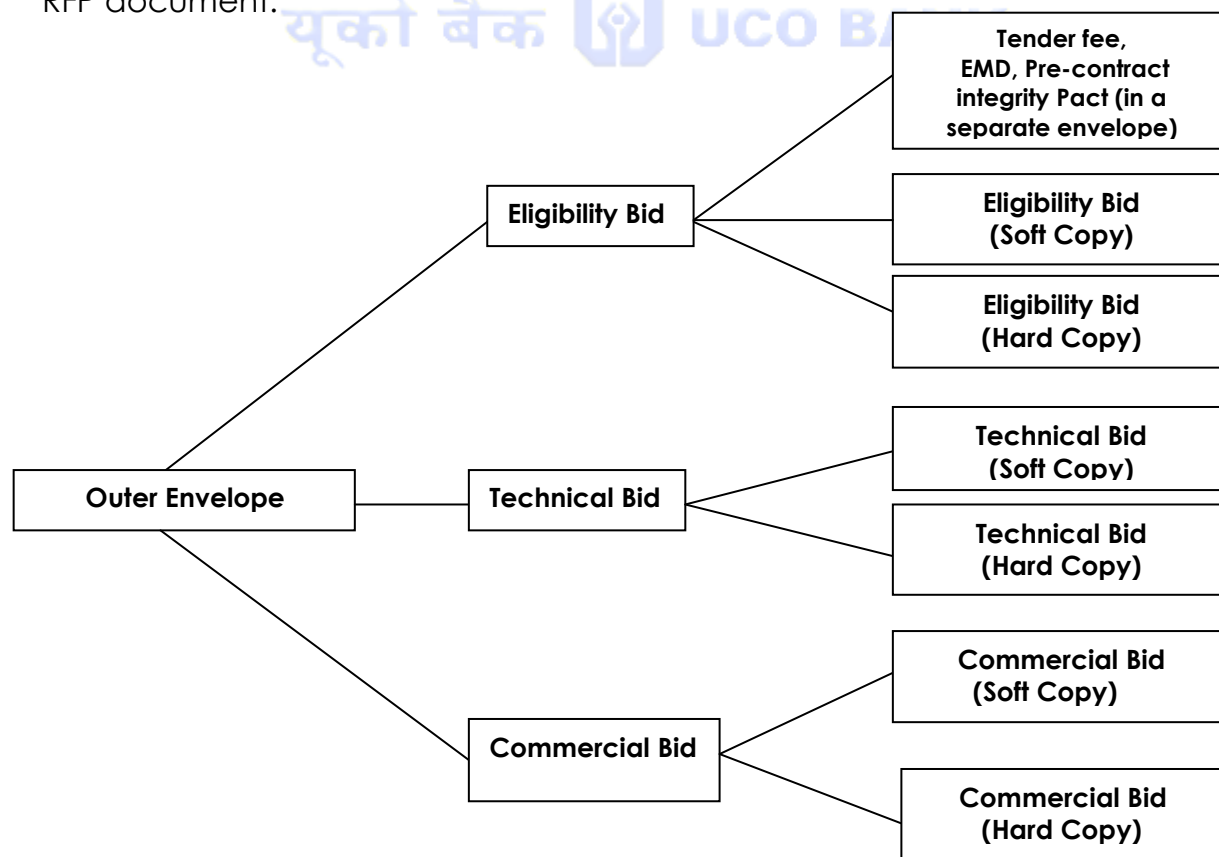 RFP document.
यूको बैंक UCO
Tender fee,
EMD, Pre-contract
integrity Pact (in a
separate envelope)
Eligibility Bid
Eligibility Bid
(Soft Copy)
Eligibility Bid
(Hard Copy)
Outer Envelope
Technical Bid
Technical Bid
(Soft Copy)
Technical Bid
(Hard Copy)
Commercial Bid
Commercial Bid
(Soft Copy)
Commercial Bid
(Hard Copy)